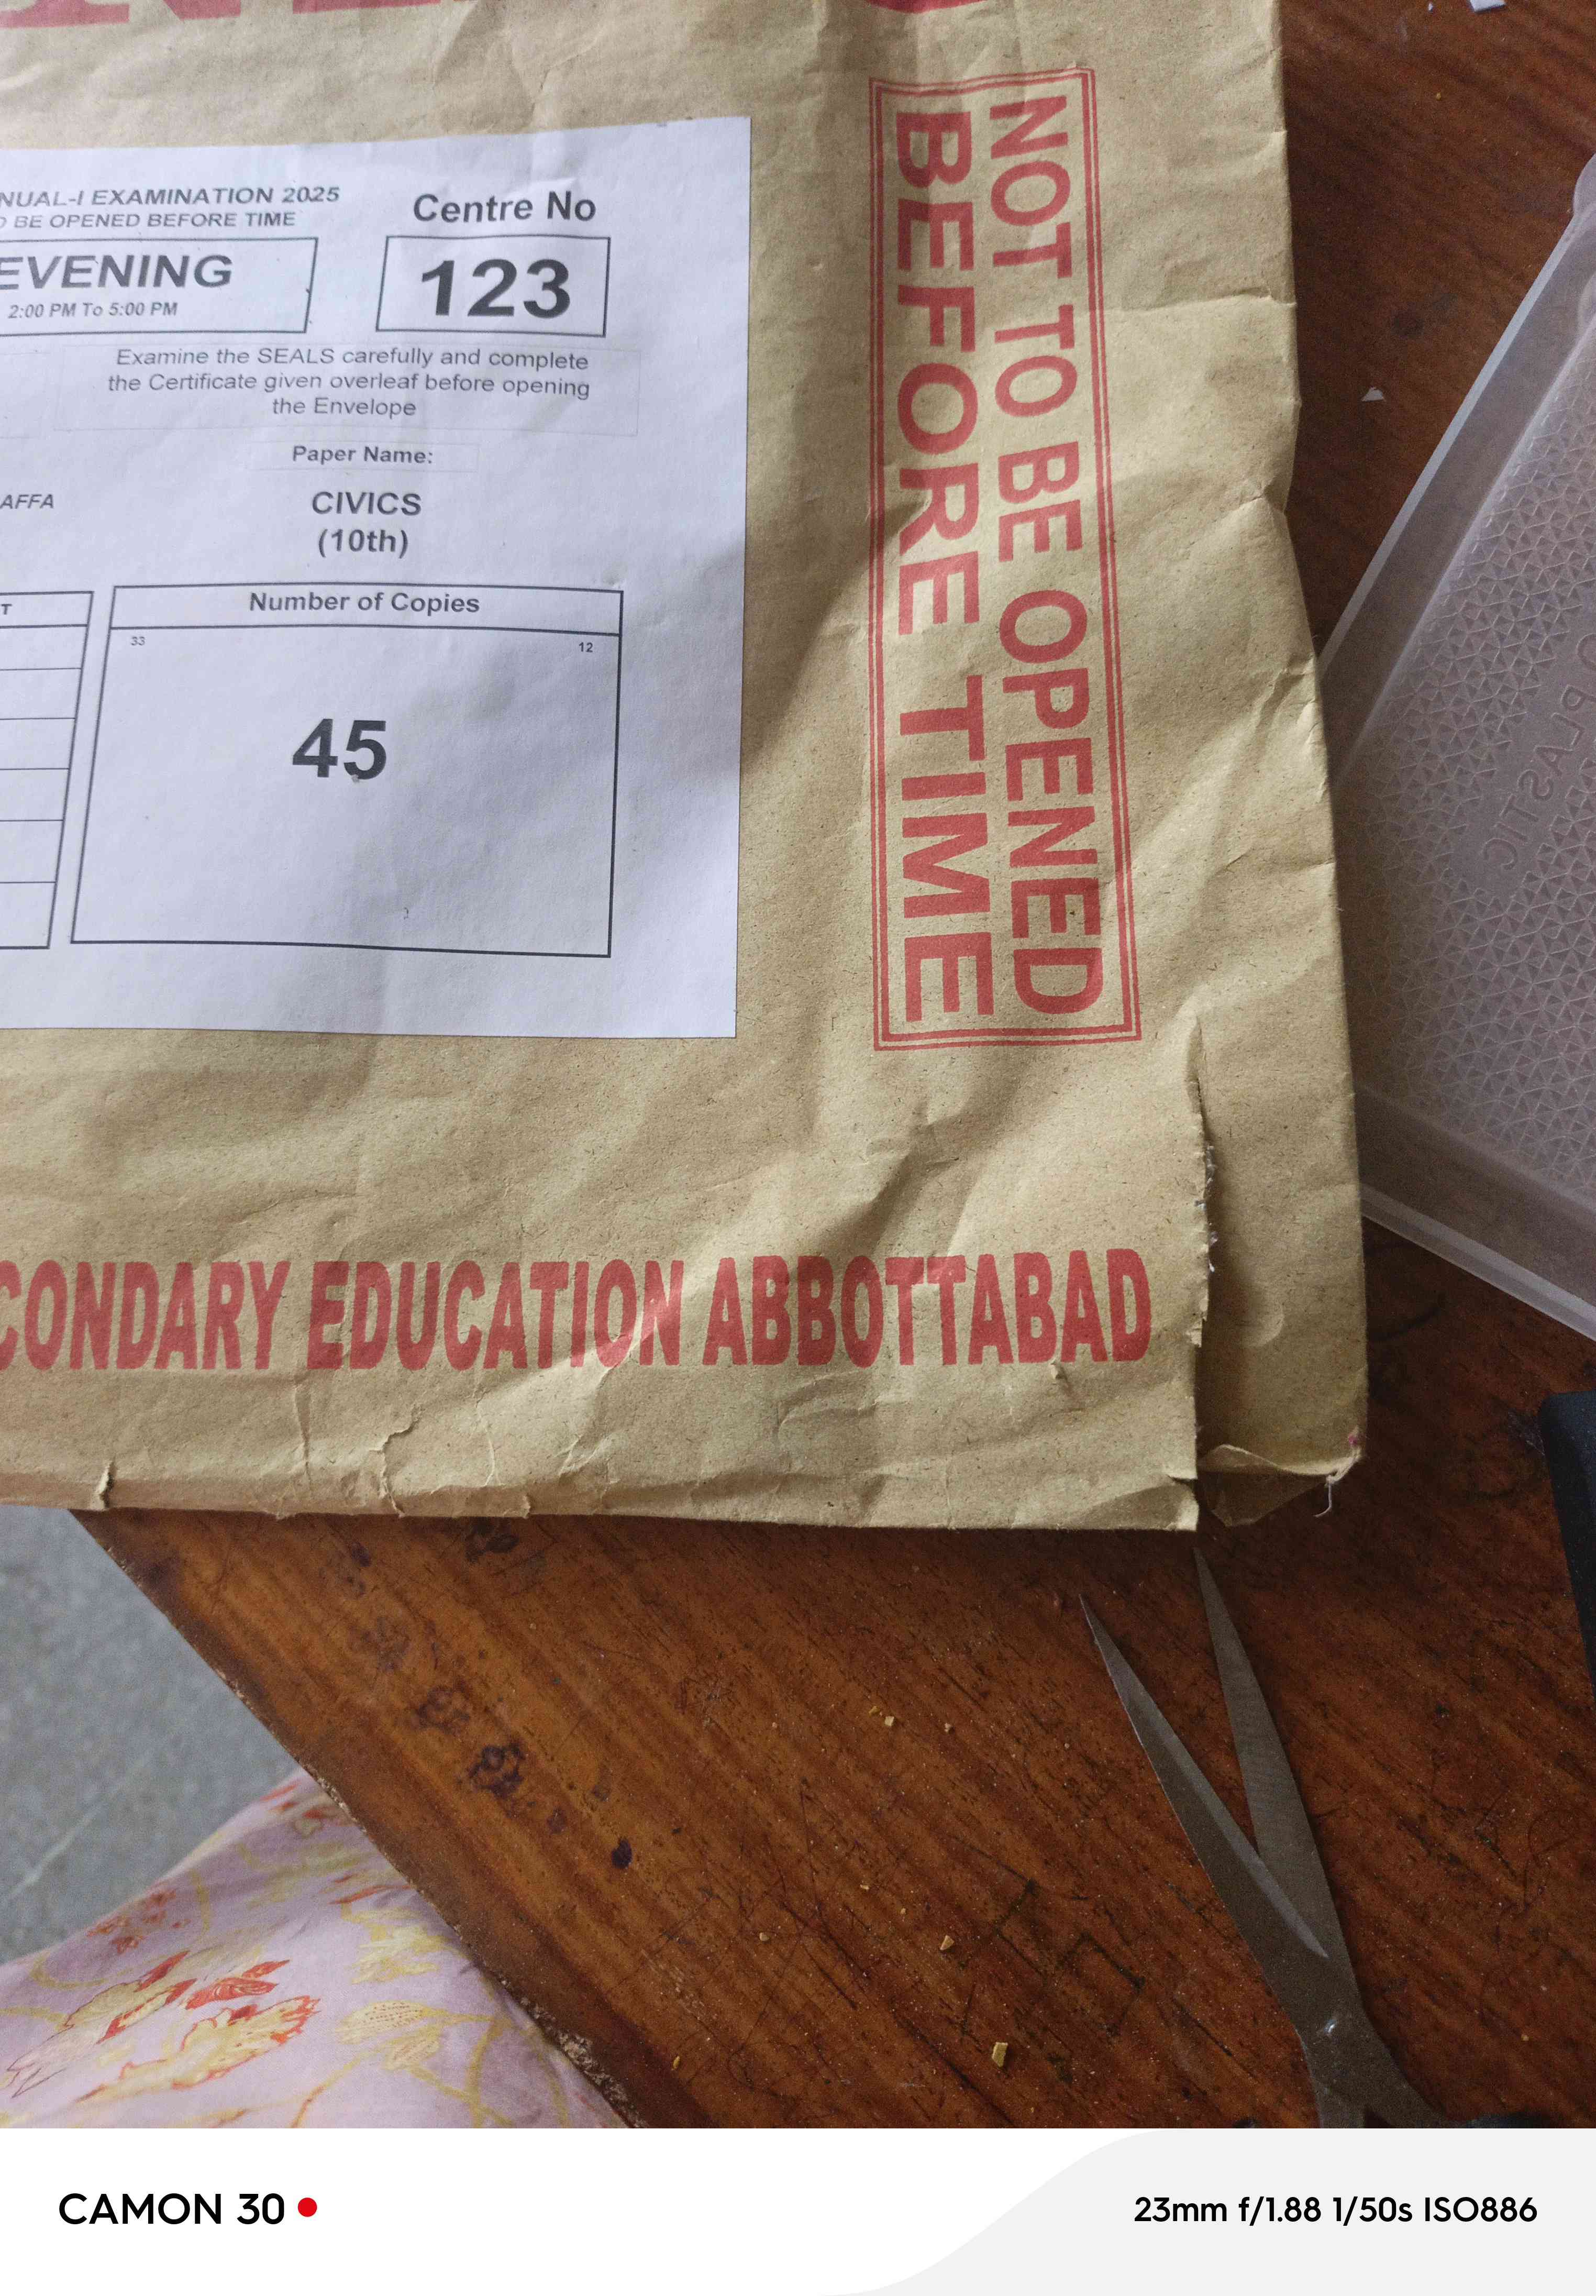 NUAL-I EXAMINATION 2025
BE OPENED BEFORE TIME
EVENING
2:00 PM To 5:00 PM
Centre No
123
Examine the SEALS carefully and complete
the Certificate given overleaf before opening
the Envelope
Paper Name:
AFFA
CIVICS
(10th)
T
Number of Copies
33
12
45
NOT TO BE OPENED
BEFORE TIME
CONDARY EDUCATION ABBOTTABAD
PLASTIC
CAMON 30
23mm f/1.88 1/50s ISO886